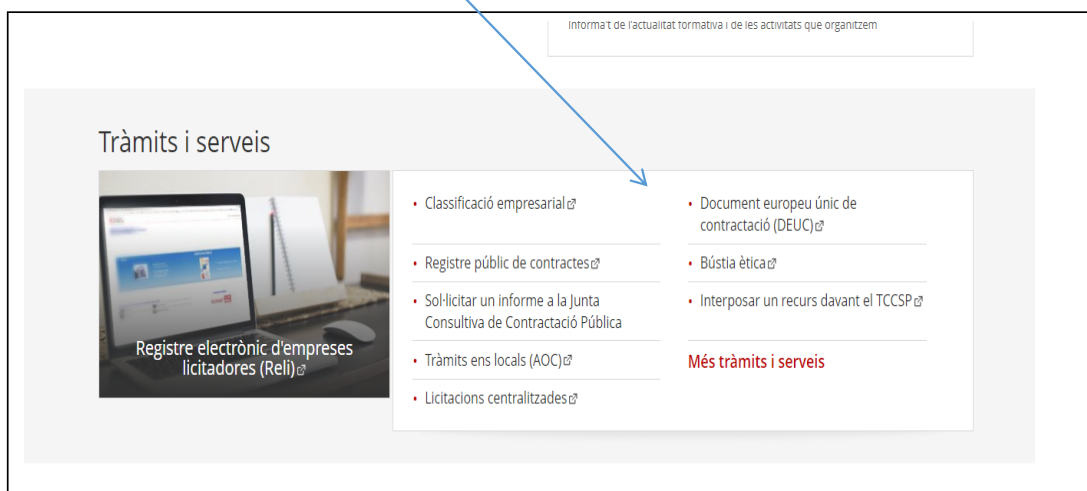 Informa't de l'actualitat formativa i de les activitats que organitzem
Tràmits i serveis
Registre electrònic d'empreses
licitadores (Reli)
• Classificació empresarial
• Registre públic de contractes
• Sol·licitar un informe a la Junta
Consultiva de Contractació Pública
• Tràmits ens locals (AOC)
• Licitacions centralitzades
• Document europeu únic de
contractació (DEUC)
• Bústia ètica
• Interposar un recurs davant el TCCSP
Més tràmits i serveis